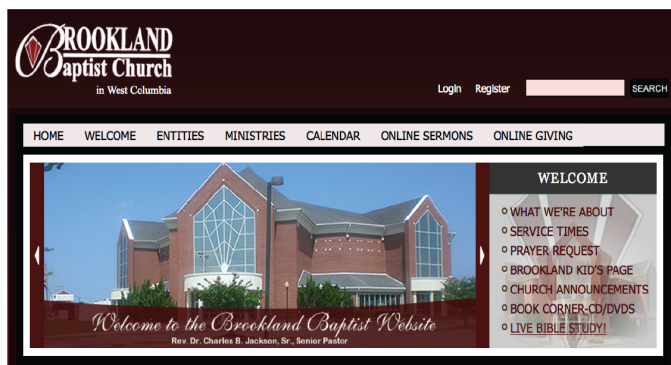 BROOKLAND
Baptist Church
in West Columbia
Login Register SEARCH
HOME WELCOME ENTITIES MINISTRIES CALENDAR ONLINE SERMONS ONLINE GIVING
WELCOME
WHAT WE'RE ABOUT
SERVICE TIMES
PRAYER REQUEST
BROOKLAND KID'S PAGE
CHURCH ANNOUNCEMENTS
BOOK CORNER-CD/DVDS
LIVE BIBLE STUDY!
Welcome to the Brookland Baptist Website
Rev. Dr. Charles B. Jackson, Sr., Senior Pastor